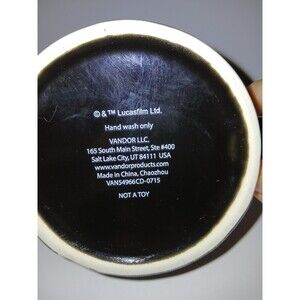 © & ™ Lucasfilm Ltd.
Hand wash only
VANDOR LLC.
165 South Main Street, Ste #400
Salt Lake City, UT 84111 USA
www.vandorproducts.com
Made in China, Chaozhou
VAN54966CD-0715
NOT A TOY